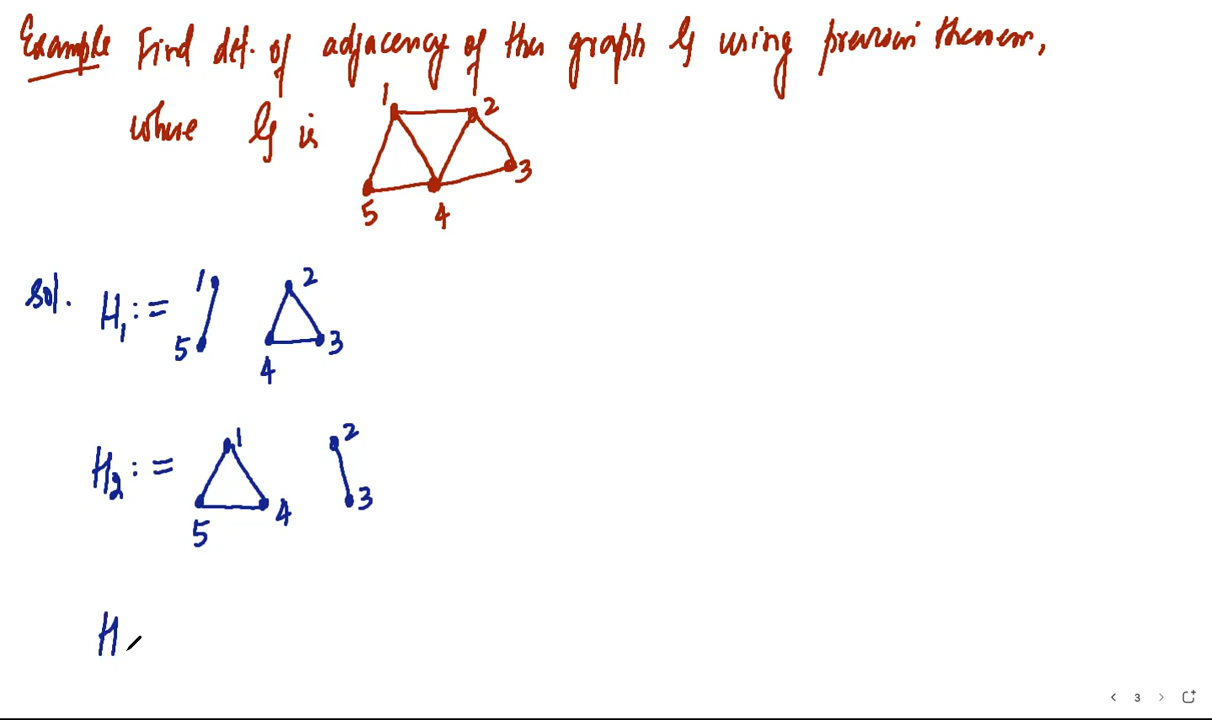 Example Find det. of adjacency of the graph G using previous theorem,
where G is
1 2
3
5 4
Sol. H₁ := 1 5 2 4 3
H₂ := 1 5 4 2 3
H
3